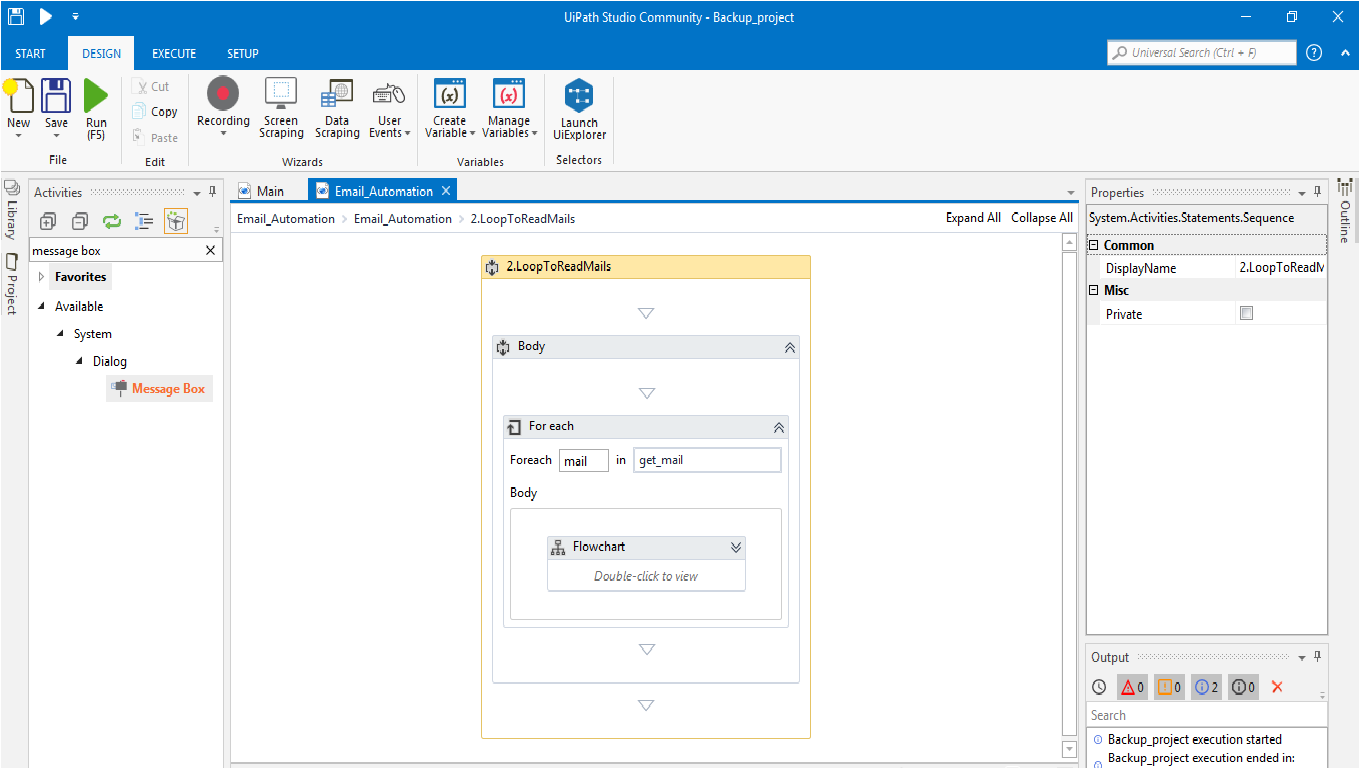 UiPath Studio Community - Backup_project
START DESIGN EXECUTE SETUP
Universal Search (Ctrl + F)
New
Save
Run
(F5)
File
Cut
Copy
Paste
Edit
Recording
Screen
Scraping
Data
Scraping
User
Events
Wizards
Create
Variable
Manage
Variables
Variables
Launch
UiExplorer
Selectors
Library
Project
Activities
message box
Favorites
Available
System
Dialog
Message Box
Main
Email_Automation
Email_Automation > Email_Automation > 2.LoopToReadMails
Expand All Collapse All
2.LoopToReadMails
Body
For each
Foreach mail in get_mail
Body
Flowchart
Double-click to view
Properties
System.Activities.Statements.Sequence
Common
DisplayName 2.LoopToReadM
Misc
Private
Outline
Output
0 0 2 0
Search
Backup_project execution started
Backup_project execution ended in: